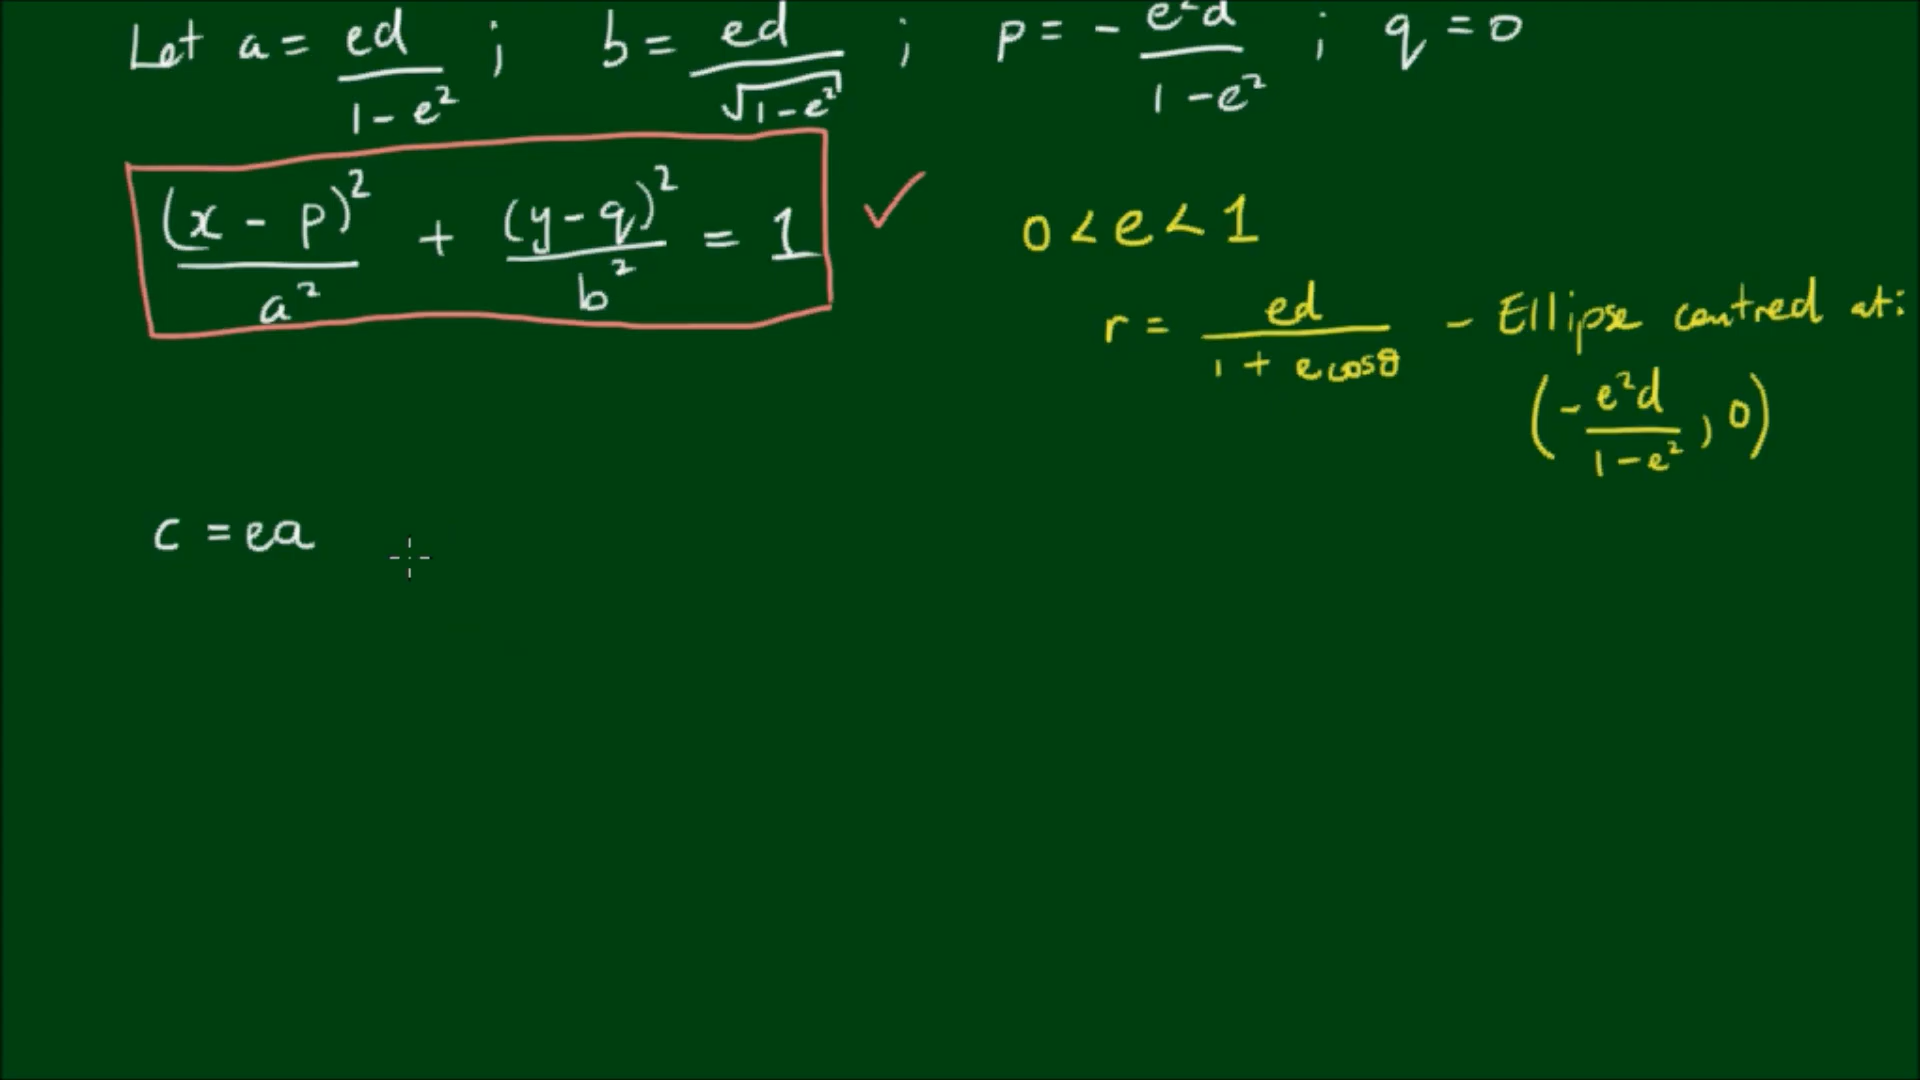 Let a = ed / 1 - e² ; b = ed / √1 - e² ; p = - e²d / 1 - e² ; q = 0
(x - p)² / a² + (y - q)² / b² = 1 ✓
0 < e < 1
r = ed / 1 + e cosθ - Ellipse centred at:
(- e²d / 1 - e² , 0)
c = ea